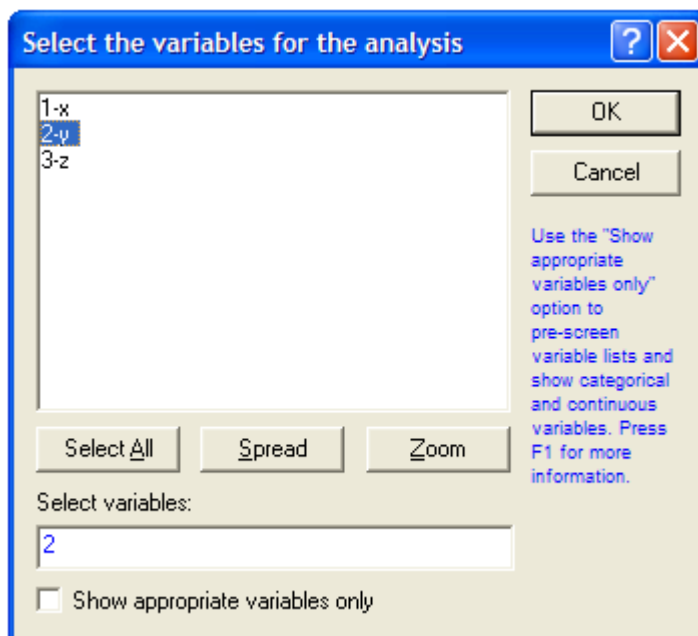 Select the variables for the analysis
1-x
2-y
3-z
OK
Cancel
Use the "Show
appropriate
variables only"
option to
pre-screen
variable lists and
show categorical
and continuous
variables. Press
F1 for more
information.
Select All
Spread
Zoom
Select variables:
2
Show appropriate variables only